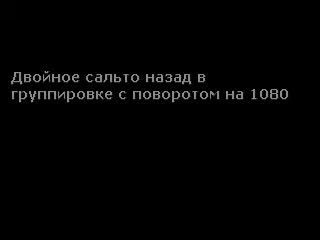 Двойное сальто назад в
группировке с поворотом на 1080